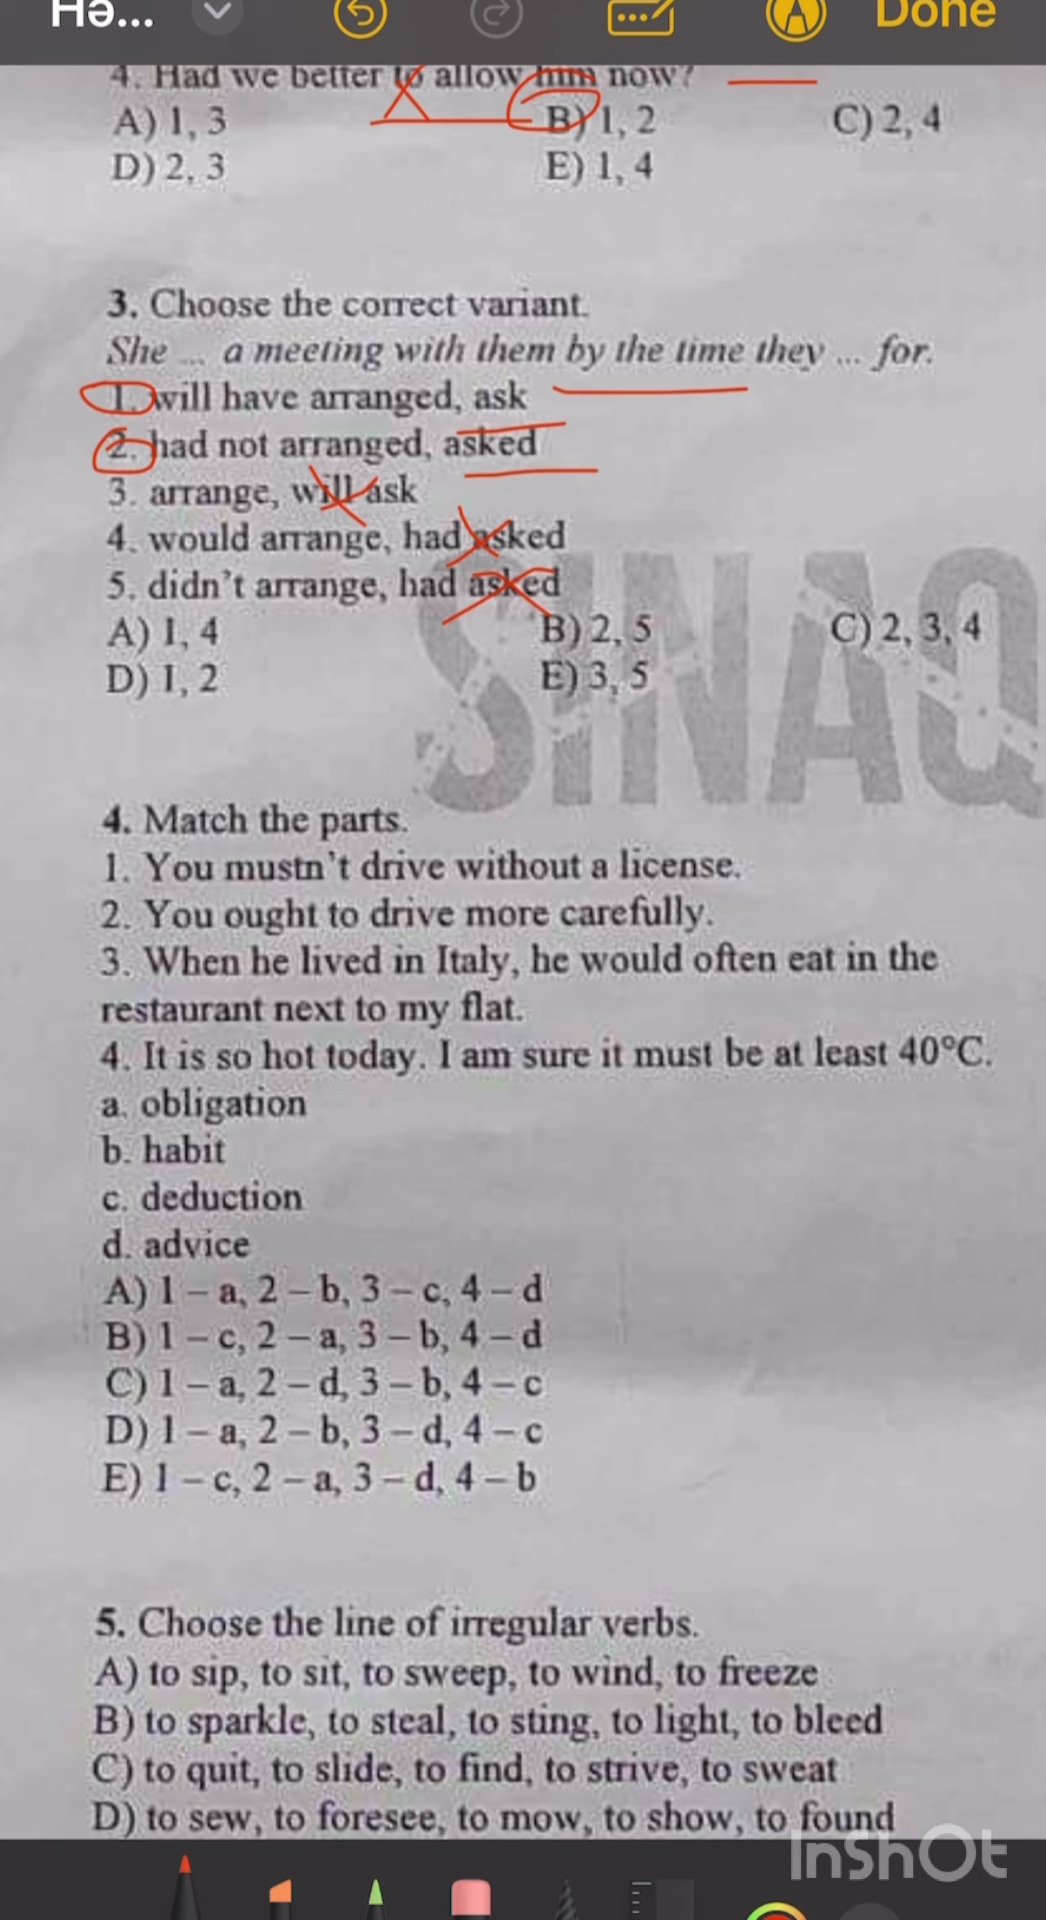 Hə...
Done
4. Had we better to allow him now?
A) 1, 3 B) 1, 2 C) 2, 4
D) 2, 3 E) 1, 4
3. Choose the correct variant.
She ... a meeting with them by the time they ... for.
1. will have arranged, ask
2. had not arranged, asked
3. arrange, will ask
4. would arrange, had asked
5. didn't arrange, had asked
A) 1, 4 B) 2, 5 C) 2, 3, 4
D) 1, 2 E) 3, 5
SINAQ
4. Match the parts.
1. You mustn't drive without a license.
2. You ought to drive more carefully.
3. When he lived in Italy, he would often eat in the
restaurant next to my flat.
4. It is so hot today. I am sure it must be at least 40°C.
a. obligation
b. habit
c. deduction
d. advice
A) 1 – a, 2 – b, 3 – c, 4 – d
B) 1 – c, 2 – a, 3 – b, 4 – d
C) 1 – a, 2 – d, 3 – b, 4 – c
D) 1 – a, 2 – b, 3 – d, 4 – c
E) 1 – c, 2 – a, 3 – d, 4 – b
5. Choose the line of irregular verbs.
A) to sip, to sit, to sweep, to wind, to freeze
B) to sparkle, to steal, to sting, to light, to bleed
C) to quit, to slide, to find, to strive, to sweat
D) to sew, to foresee, to mow, to show, to found
InShOt